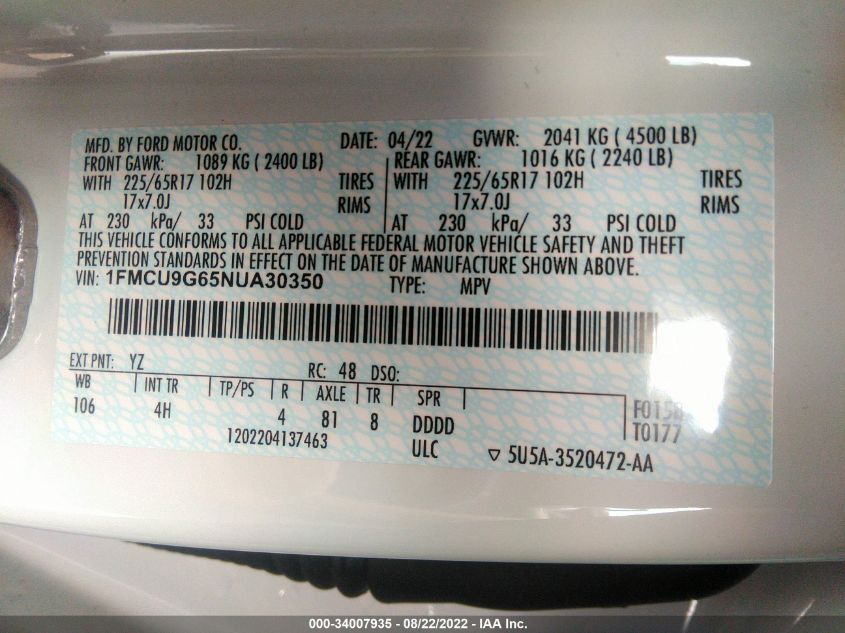 MFD. BY FORD MOTOR CO. DATE: 04/22 GVWR: 2041 KG ( 4500 LB)
FRONT GAWR: 1089 KG ( 2400 LB) REAR GAWR: 1016 KG ( 2240 LB)
WITH 225/65R17 102H TIRES WITH 225/65R17 102H TIRES
17x7.0J RIMS 17x7.0J RIMS
AT 230 kPa/ 33 PSI COLD AT 230 kPa/ 33 PSI COLD
THIS VEHICLE CONFORMS TO ALL APPLICABLE FEDERAL MOTOR VEHICLE SAFETY AND THEFT
PREVENTION STANDARDS IN EFFECT ON THE DATE OF MANUFACTURE SHOWN ABOVE.
VIN: 1FMCU9G65NUA30350 TYPE: MPV
EXT PNT: YZ RC: 48 DSO:
WB INT TR TP/PS R AXLE TR SPR
106 4H 4 81 8 DDDD
1202204137463 ULC
T0177
▽ 5U5A-3520472-AA
000-34007935 - 08/22/2022 - IAA Inc.